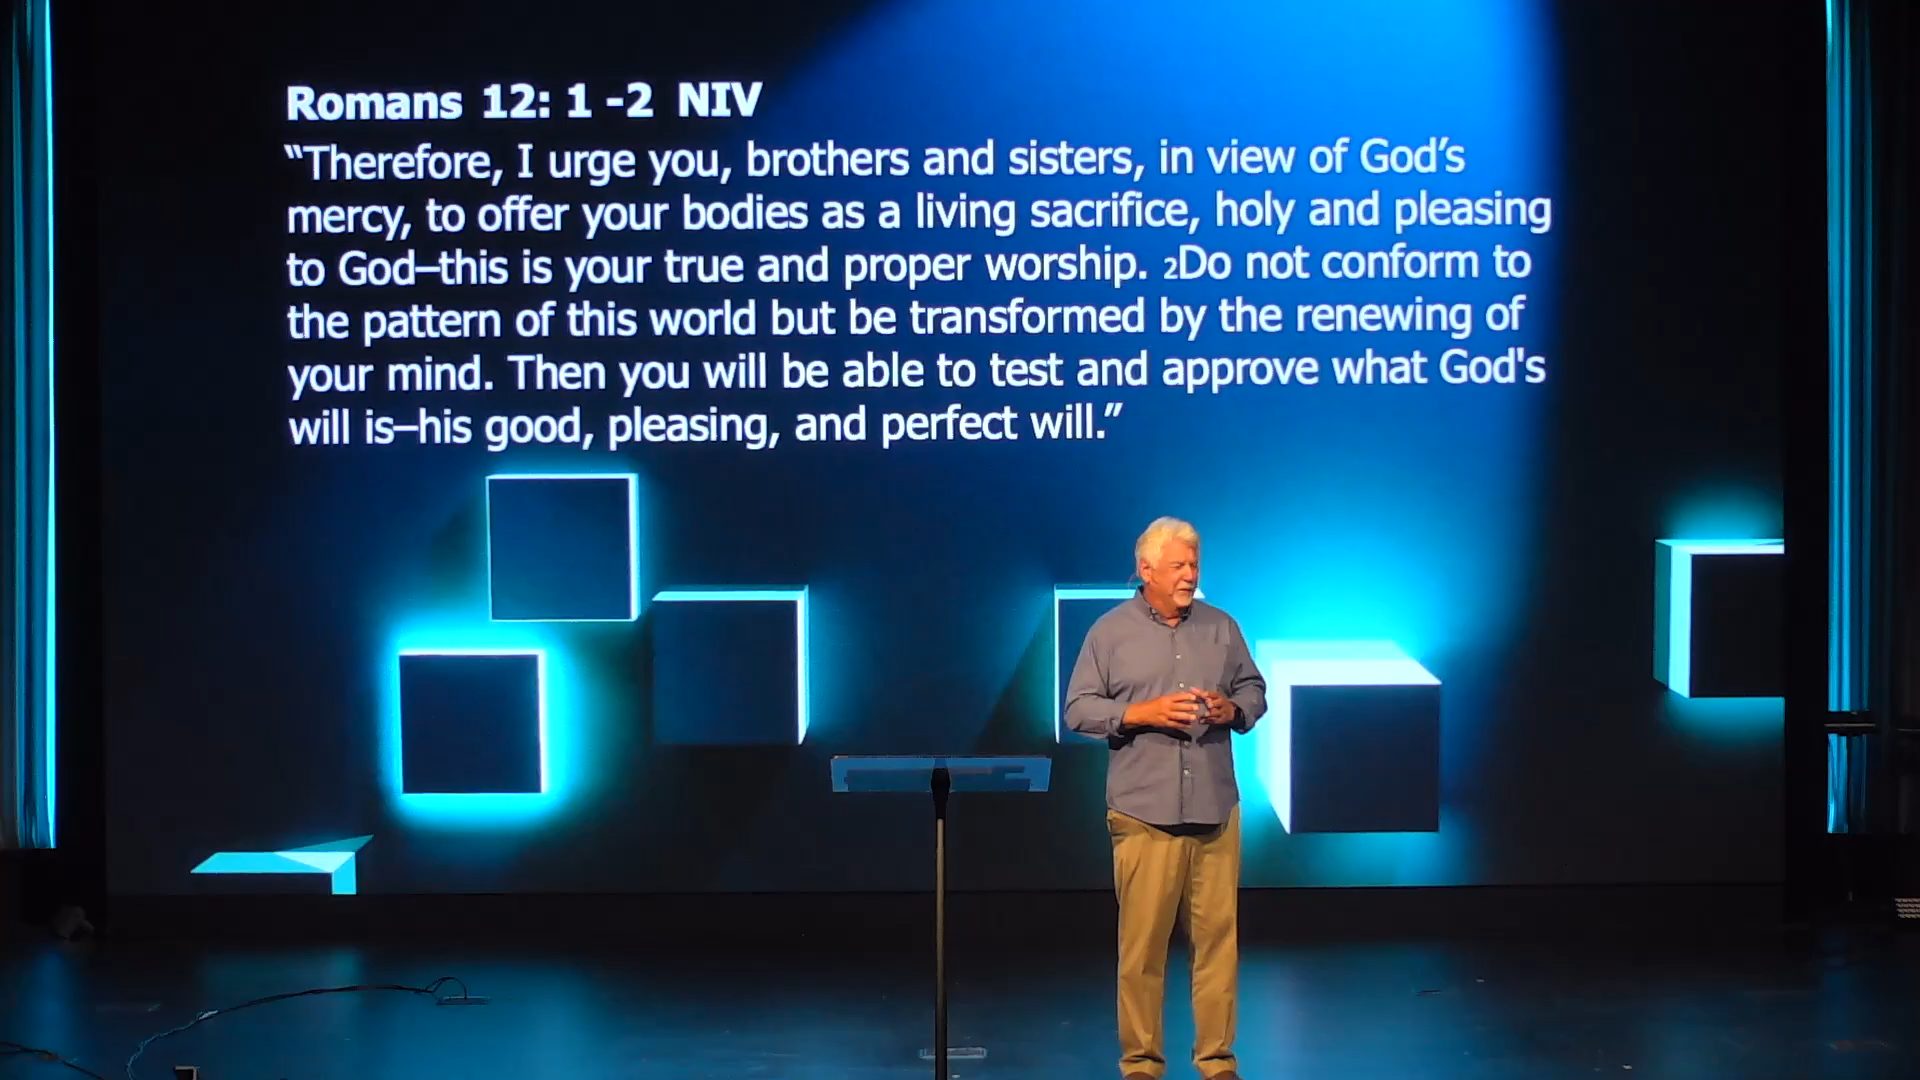 Romans 12: 1 -2 NIV
“Therefore, I urge you, brothers and sisters, in view of God’s
mercy, to offer your bodies as a living sacrifice, holy and pleasing
to God–this is your true and proper worship. 2Do not conform to
the pattern of this world but be transformed by the renewing of
your mind. Then you will be able to test and approve what God's
will is–his good, pleasing, and perfect will.”